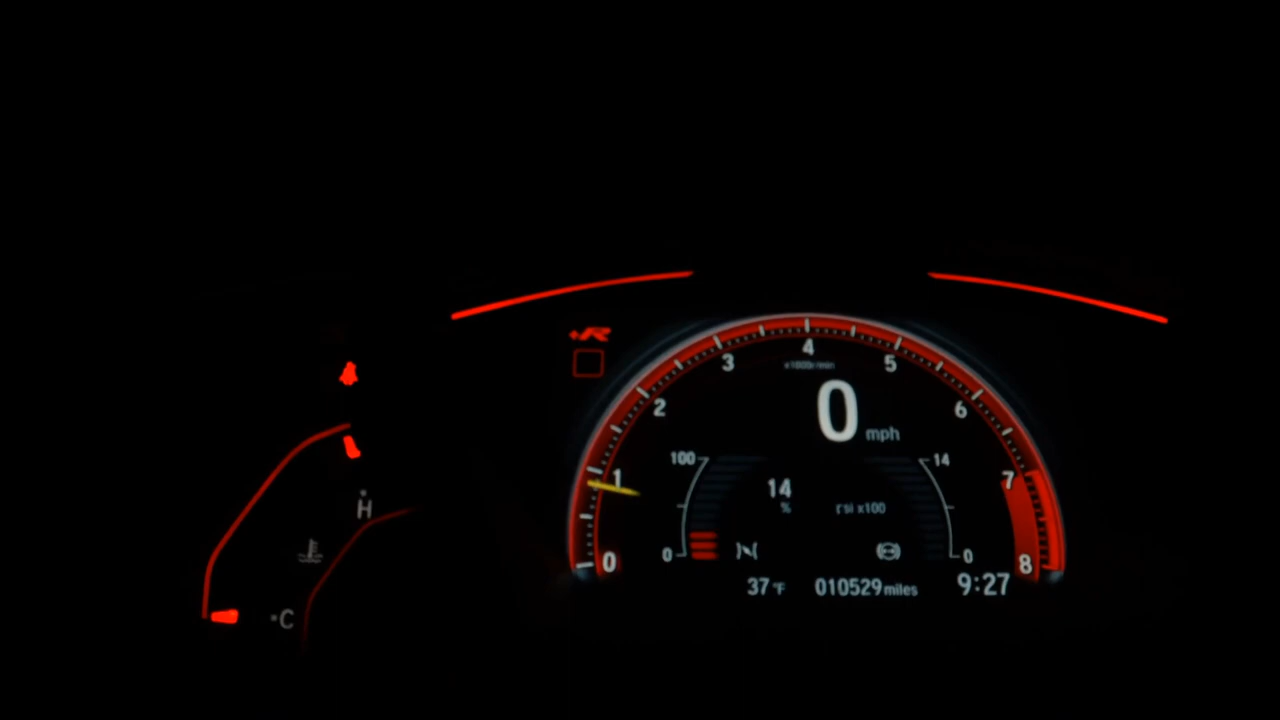 +R
4
3 5
x1000r/min
2 6
0 mph
100 14
1 7
14
%
psi x100
H
0 0
0 8
37°F 010529 miles 9:27
C